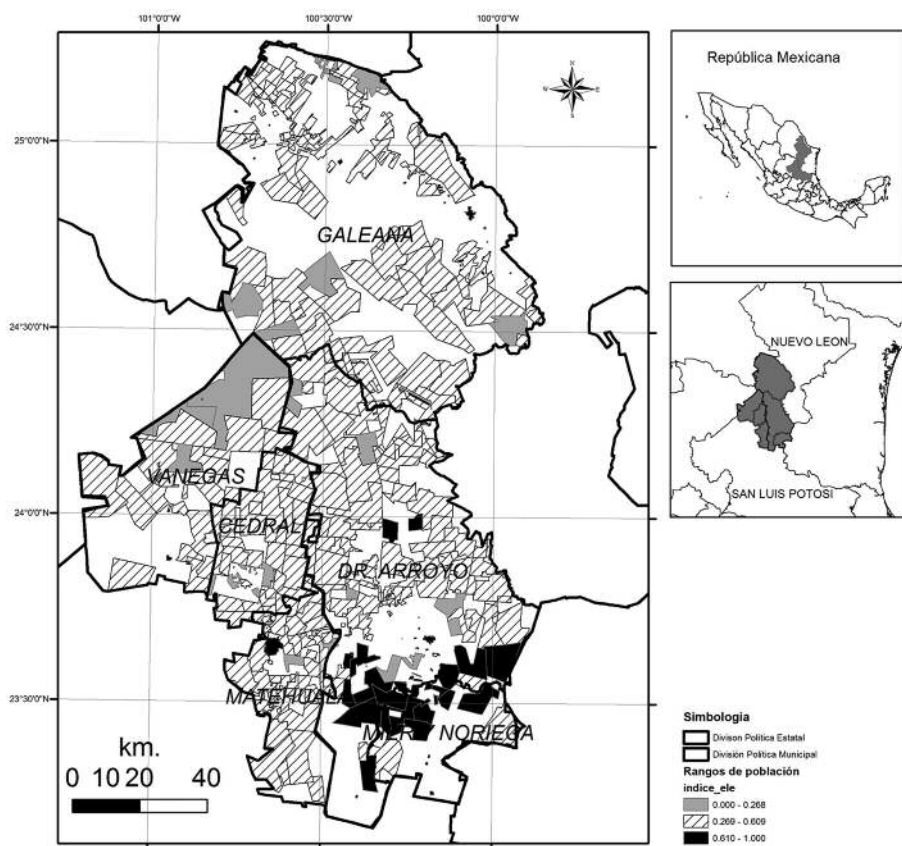 101°0'0"W 100°30'0"W 100°0'0"W
25°0'0"N
24°30'0"N
24°0'0"N
23°30'0"N
N
W E
S
GALEANA
VANEGAS
CEDRAL
DR. ARROYO
MATEHUALA
MIER Y NORIEGA
km.
0 10 20 40
República Mexicana
NUEVO LEON
SAN LUIS POTOSI
Simbologia
Divison Política Estatal
División Política Municipal
Rangos de población
indice_ele
0.000 - 0.268
0.269 - 0.609
0.610 - 1.000